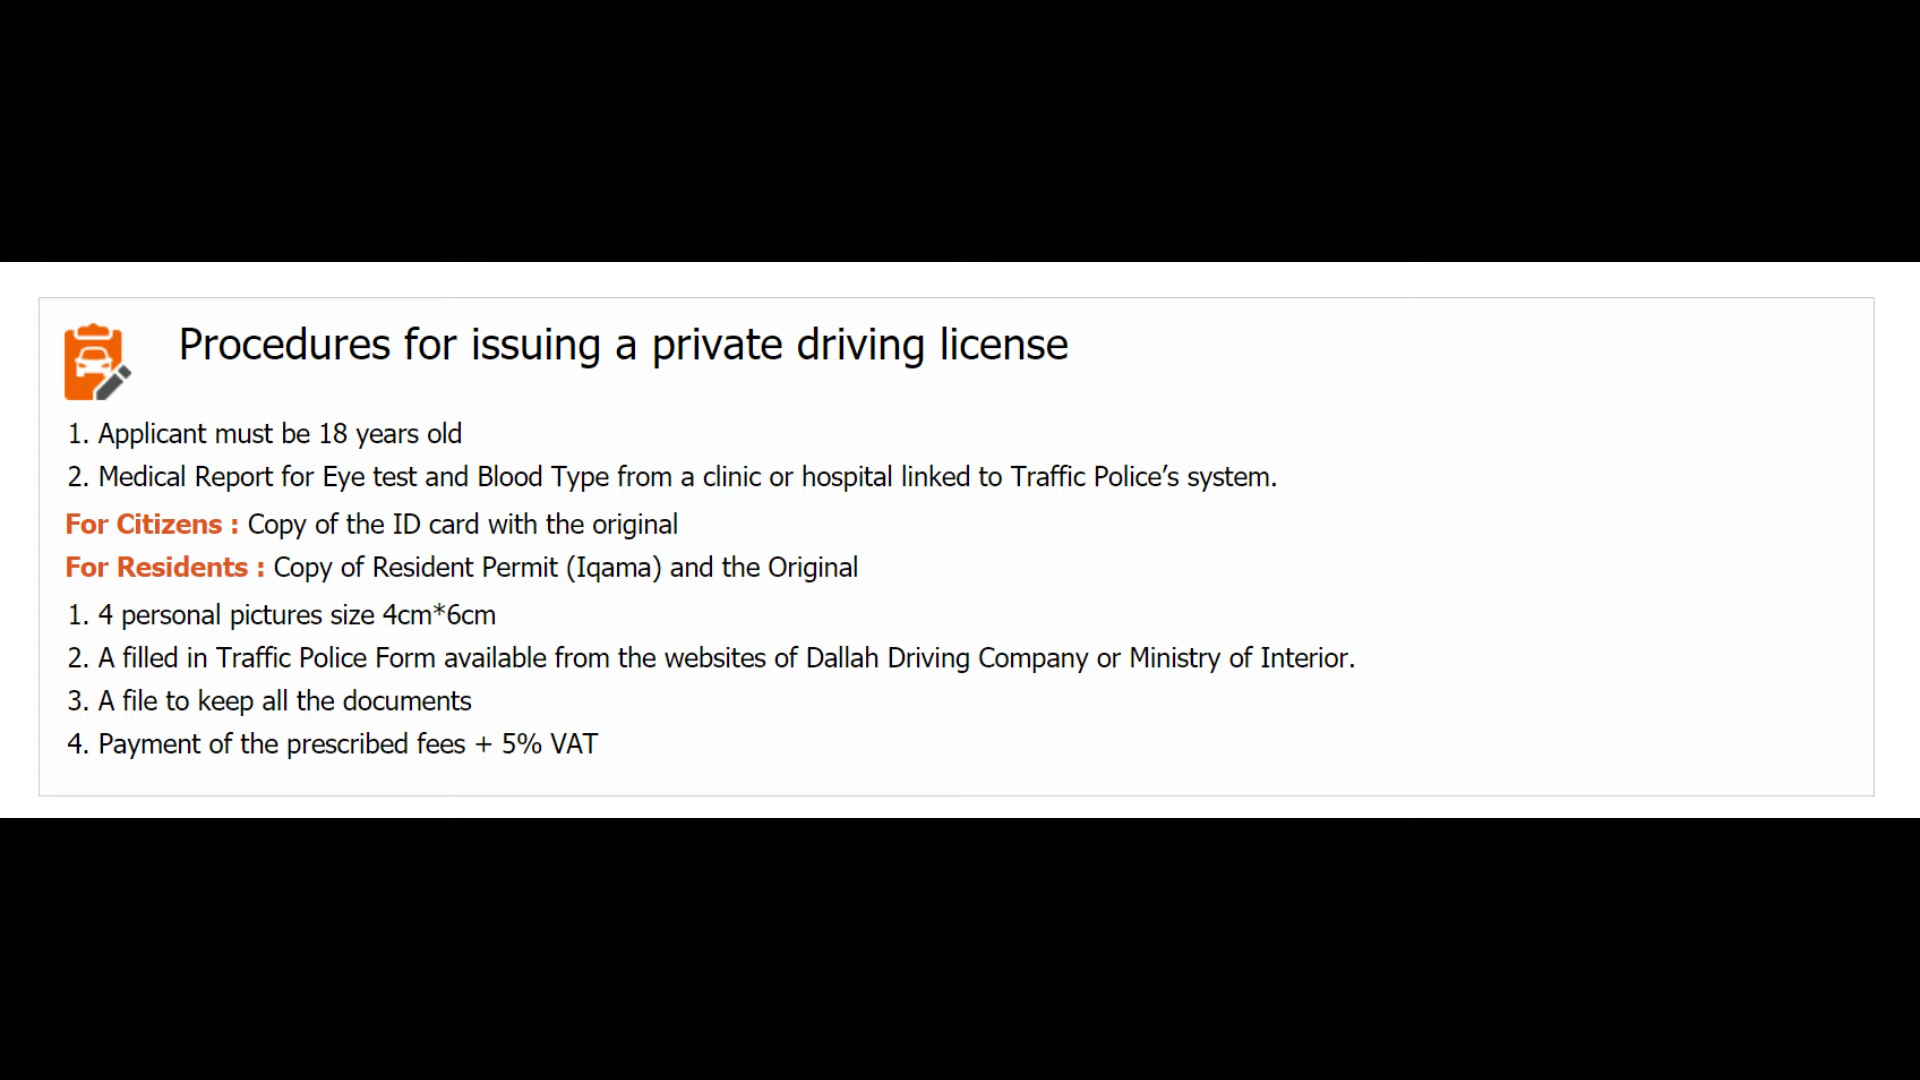 Procedures for issuing a private driving license
1. Applicant must be 18 years old
2. Medical Report for Eye test and Blood Type from a clinic or hospital linked to Traffic Police’s system.
For Citizens : Copy of the ID card with the original
For Residents : Copy of Resident Permit (Iqama) and the Original
1. 4 personal pictures size 4cm*6cm
2. A filled in Traffic Police Form available from the websites of Dallah Driving Company or Ministry of Interior.
3. A file to keep all the documents
4. Payment of the prescribed fees + 5% VAT